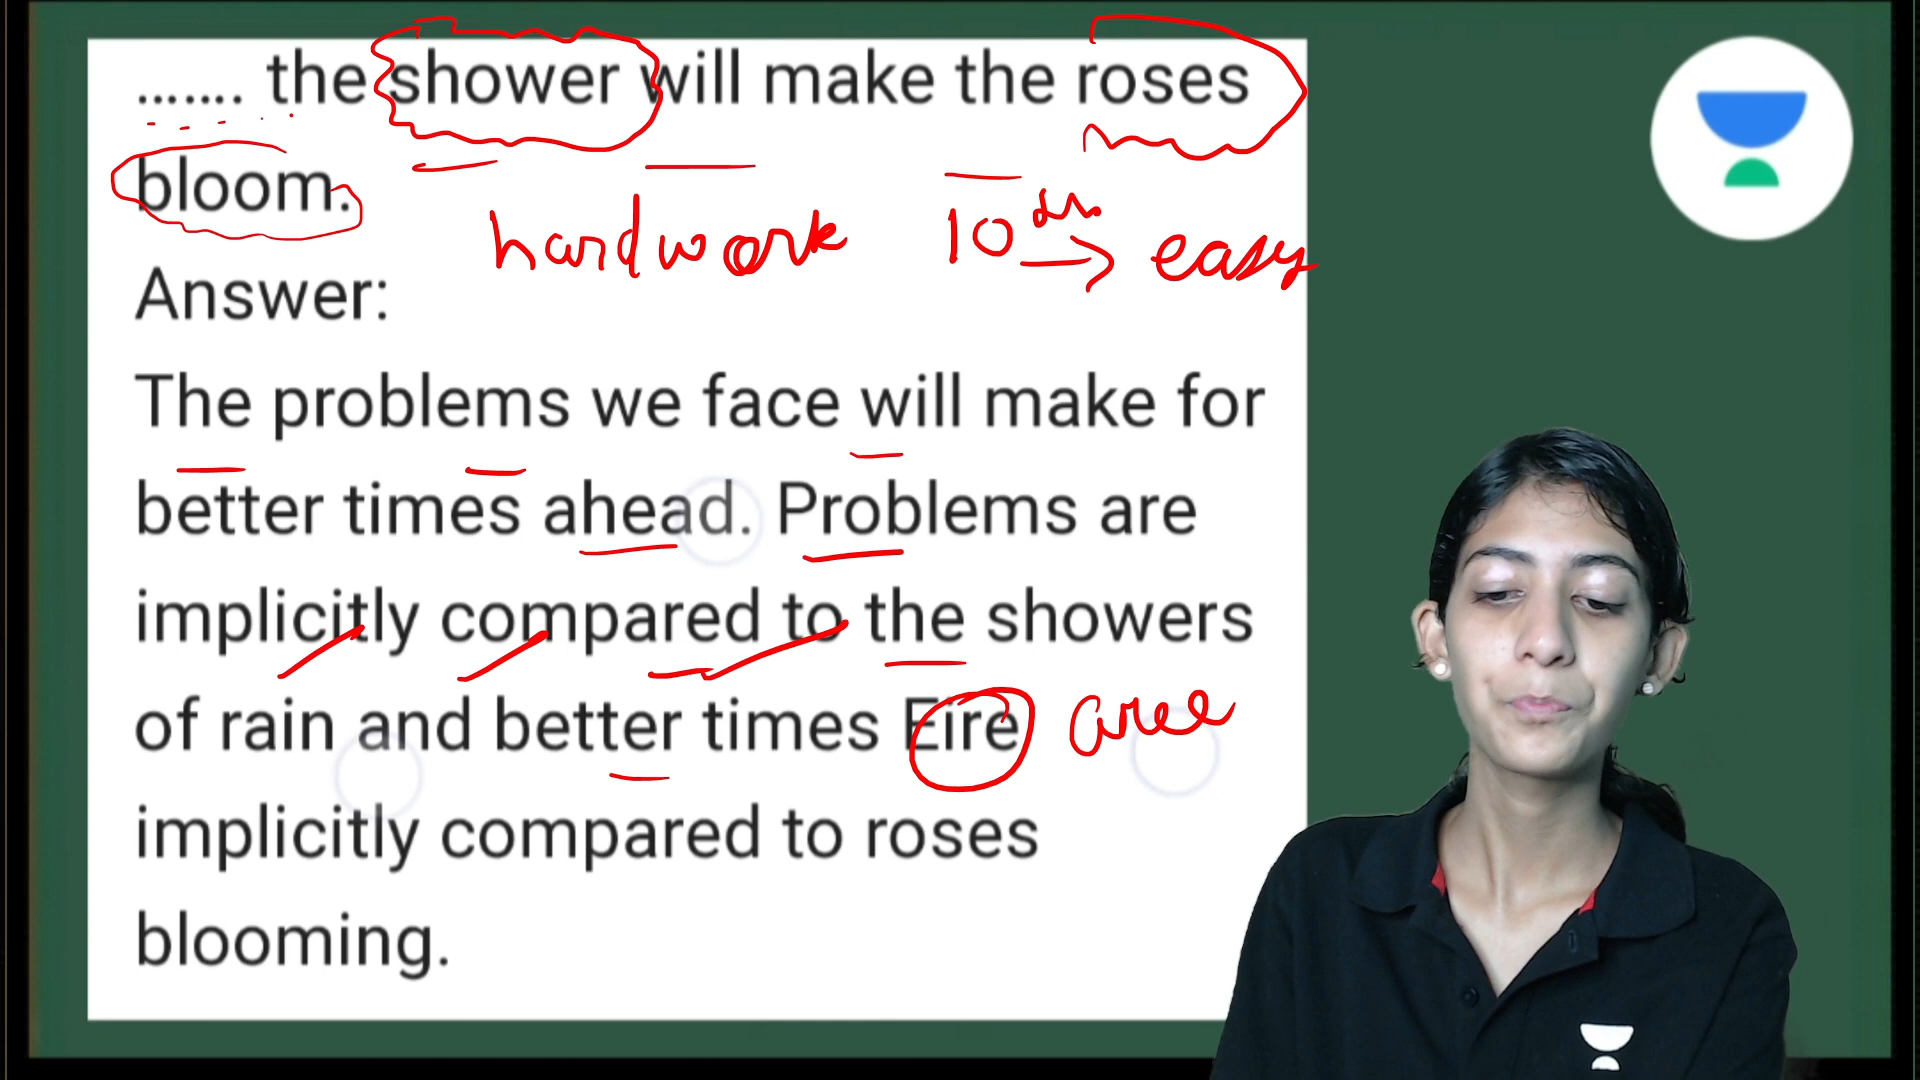 ....... the shower will make the roses
bloom.
hardwork 10th → easy
Answer:
The problems we face will make for
better times ahead. Problems are
implicitly compared to the showers
of rain and better times Eire are
implicitly compared to roses
blooming.